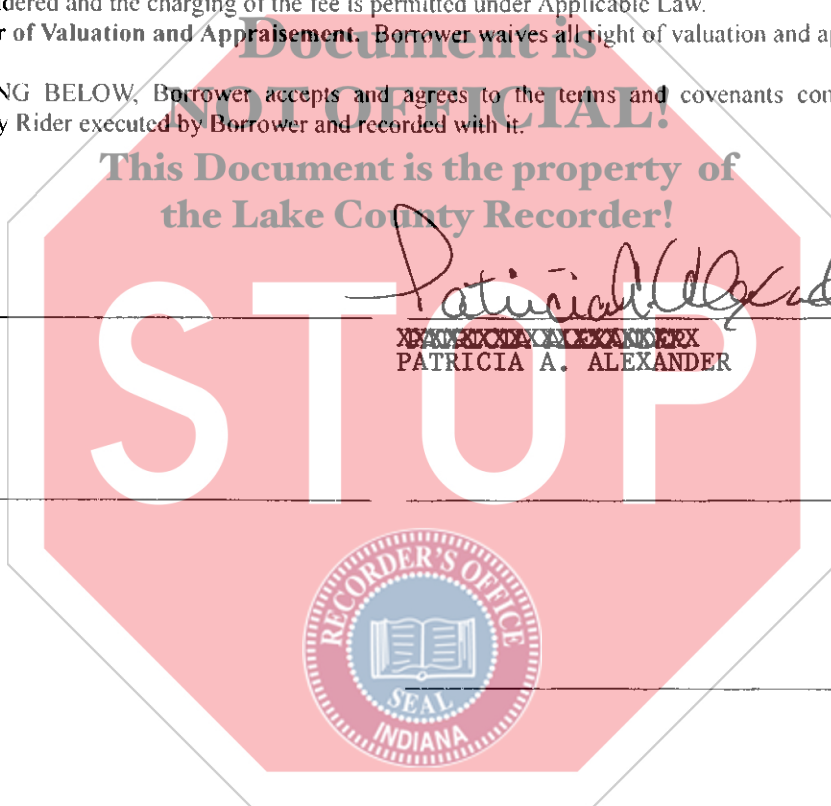 dered and the charging of the fee is permitted under Applicable Law.
r of Valuation and Appraisement. Borrower waives all right of valuation and ap
Document is
NG BELOW, Borrower accepts and agrees to the terms and covenants con
NOT OFFICIAL!
y Rider executed by Borrower and recorded with it.
This Document is the property of
the Lake County Recorder!
Patricia A Alexand
PATRICIA A. ALEXANDER
STOP
RECORDER'S OFFICE
SEAL
INDIANA